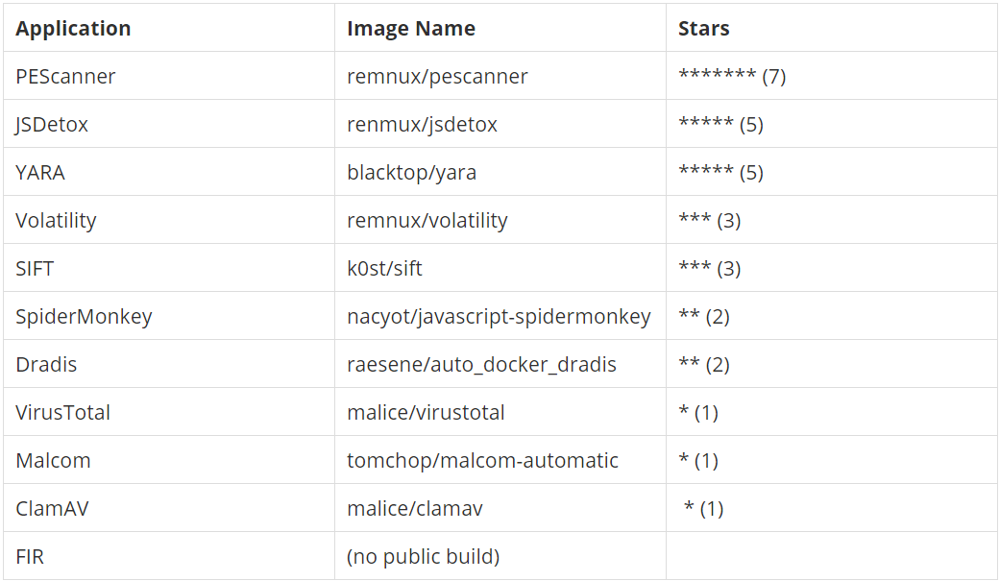 Application Image Name Stars
PEScanner remnux/pescanner ******* (7)
JSDetox renmux/jsdetox ***** (5)
YARA blacktop/yara ***** (5)
Volatility remnux/volatility *** (3)
SIFT k0st/sift *** (3)
SpiderMonkey nacyot/javascript-spidermonkey ** (2)
Dradis raesene/auto_docker_dradis ** (2)
VirusTotal malice/virustotal * (1)
Malcom tomchop/malcom-automatic * (1)
ClamAV malice/clamav * (1)
FIR (no public build)